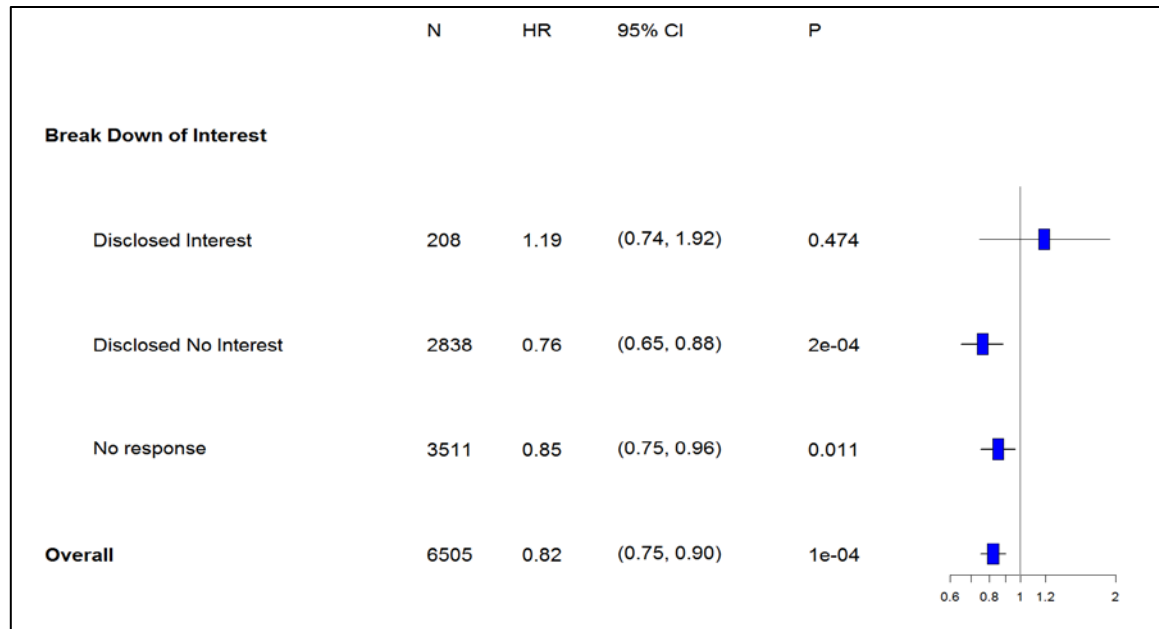 N HR 95% CI P
Break Down of Interest
Disclosed Interest 208 1.19 (0.74, 1.92) 0.474
Disclosed No Interest 2838 0.76 (0.65, 0.88) 2e-04
No response 3511 0.85 (0.75, 0.96) 0.011
Overall 6505 0.82 (0.75, 0.90) 1e-04
0.6 0.8 1 1.2 2